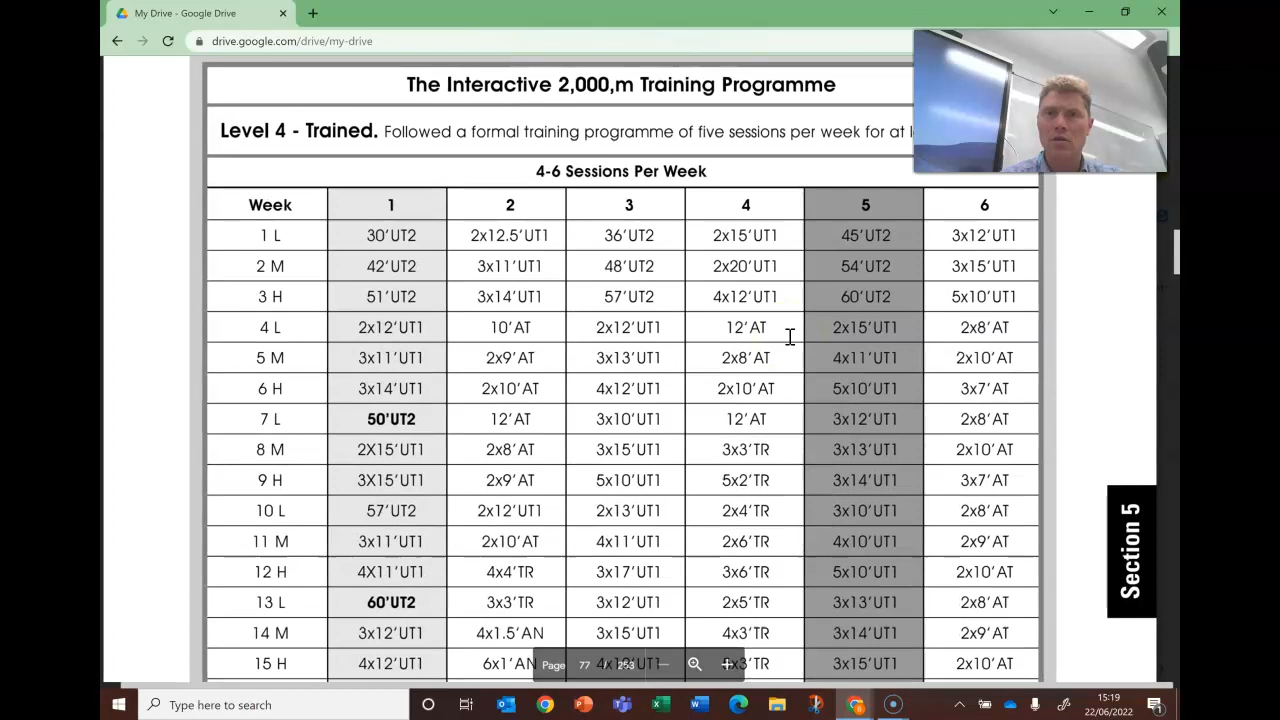 My Drive - Google Drive
drive.google.com/drive/my-drive
The Interactive 2,000,m Training Programme
Level 4 - Trained. Followed a formal training programme of five sessions per week for at
4-6 Sessions Per Week
Week 1 2 3 4 5 6
1 L 30'UT2 2x12.5'UT1 36'UT2 2x15'UT1 45'UT2 3x12'UT1
2 M 42'UT2 3x11'UT1 48'UT2 2x20'UT1 54'UT2 3x15'UT1
3 H 51'UT2 3x14'UT1 57'UT2 4x12'UT1 60'UT2 5x10'UT1
4 L 2x12'UT1 10'AT 2x12'UT1 12'AT 2x15'UT1 2x8'AT
5 M 3x11'UT1 2x9'AT 3x13'UT1 2x8'AT 4x11'UT1 2x10'AT
6 H 3x14'UT1 2x10'AT 4x12'UT1 2x10'AT 5x10'UT1 3x7'AT
7 L 50'UT2 12'AT 3x10'UT1 12'AT 3x12'UT1 2x8'AT
8 M 2X15'UT1 2x8'AT 3x15'UT1 3x3'TR 3x13'UT1 2x10'AT
9 H 3X15'UT1 2x9'AT 5x10'UT1 5x2'TR 3x14'UT1 3x7'AT
10 L 57'UT2 2x12'UT1 2x13'UT1 2x4'TR 3x10'UT1 2x8'AT
11 M 3x11'UT1 2x10'AT 4x11'UT1 2x6'TR 4x10'UT1 2x9'AT
12 H 4X11'UT1 4x4'TR 3x17'UT1 3x6'TR 5x10'UT1 2x10'AT
13 L 60'UT2 3x3'TR 3x12'UT1 2x5'TR 3x13'UT1 2x8'AT
14 M 3x12'UT1 4x1.5'AN 3x15'UT1 4x3'TR 3x14'UT1 2x9'AT
15 H 4x12'UT1 6x1'AN 3x15'UT1 2x10'AT
Section 5
Page 77 / 253
Type here to search
15:19
22/06/2022